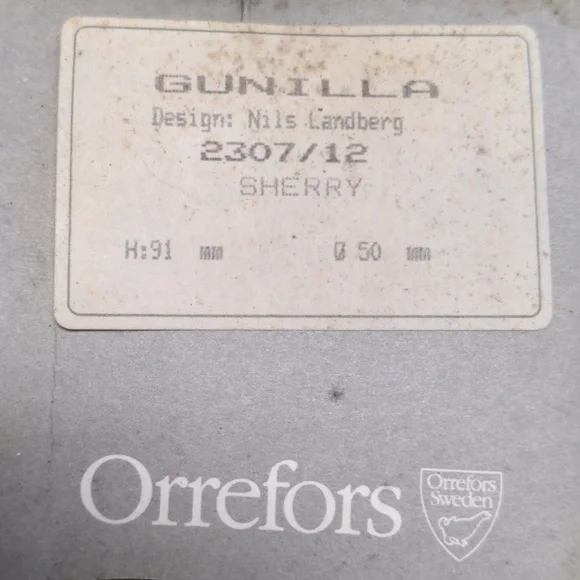 GUNILLA
Design: Nils Landberg
2307/12
SHERRY
H:91 mm Ø 50 mm
Orrefors
Orrefors
Sweden